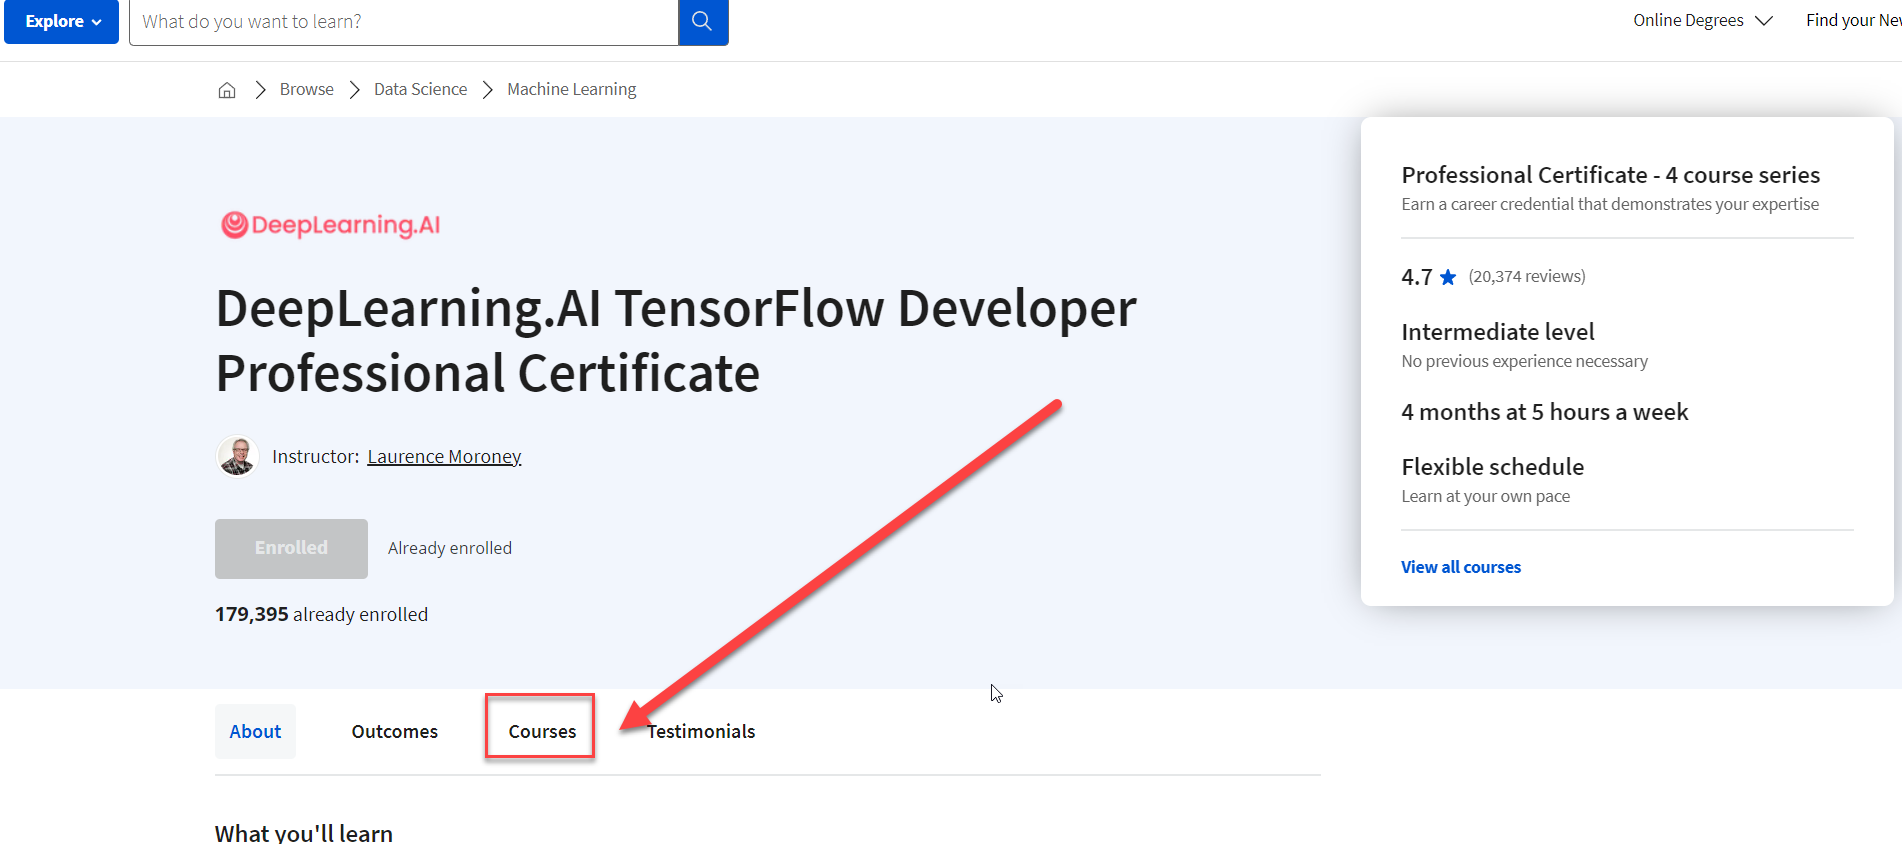 Explore
What do you want to learn?
Online Degrees
Find your New
Browse
Data Science
Machine Learning
DeepLearning.AI
DeepLearning.AI TensorFlow Developer
Professional Certificate
Instructor: Laurence Moroney
Enrolled
Already enrolled
179,395 already enrolled
Professional Certificate - 4 course series
Earn a career credential that demonstrates your expertise
4.7 ★ (20,374 reviews)
Intermediate level
No previous experience necessary
4 months at 5 hours a week
Flexible schedule
Learn at your own pace
View all courses
About
Outcomes
Courses
Testimonials
What you'll learn